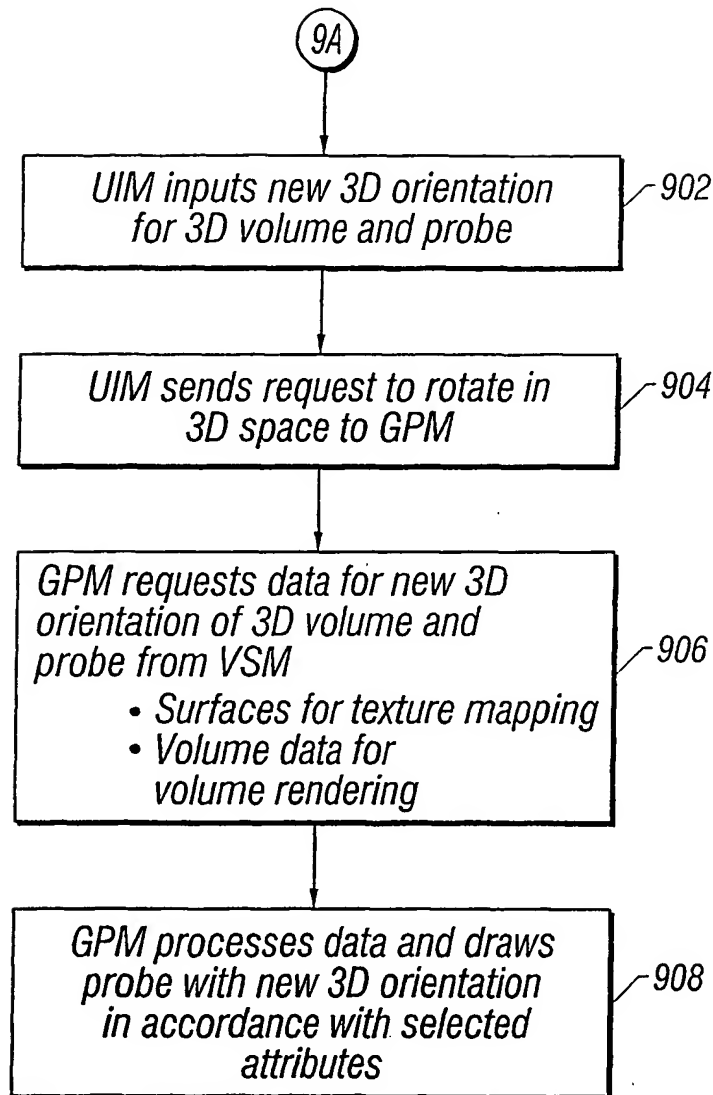 9A
UIM inputs new 3D orientation
for 3D volume and probe
902
UIM sends request to rotate in
3D space to GPM
904
GPM requests data for new 3D
orientation of 3D volume and
probe from VSM
• Surfaces for texture mapping
• Volume data for
volume rendering
906
GPM processes data and draws
probe with new 3D orientation
in accordance with selected
attributes
908